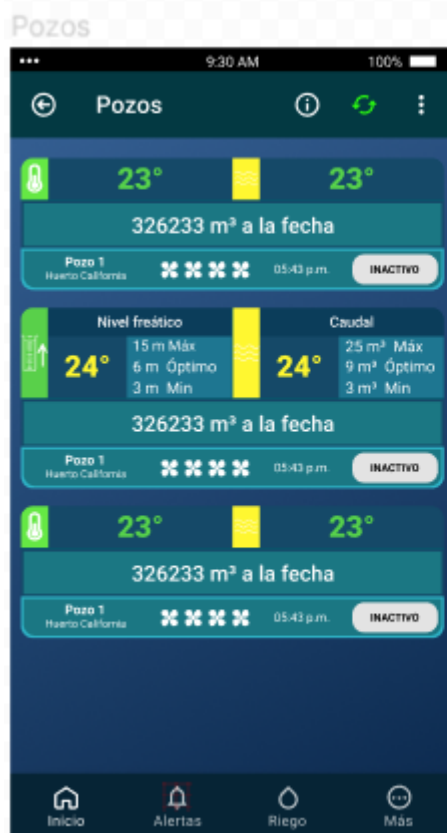 Pozos
9:30 AM 100%
Pozos
23° 23°
326233 m³ a la fecha
Pozo 1
Huerto California
05:43 p.m. INACTIVO
Nivel freático Caudal
24° 15 m Máx 24° 25 m³ Máx
6 m Óptimo 9 m³ Óptimo
3 m Min 3 m³ Min
326233 m³ a la fecha
Pozo 1
Huerto California
05:43 p.m. INACTIVO
23° 23°
326233 m³ a la fecha
Pozo 1
Huerto California
05:43 p.m. INACTIVO
Inicio Alertas Riego Más